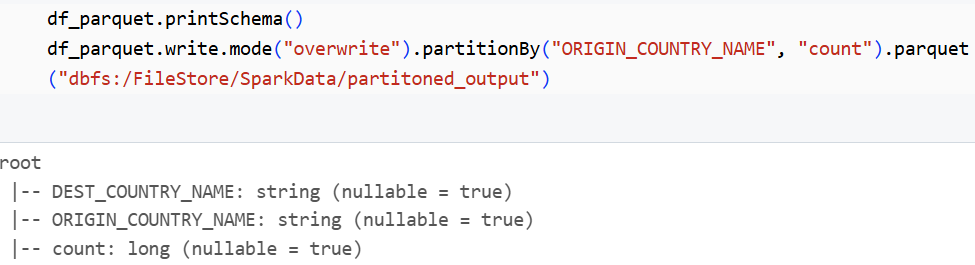 df_parquet.printSchema()
df_parquet.write.mode("overwrite").partitionBy("ORIGIN_COUNTRY_NAME", "count").parquet
("dbfs:/FileStore/SparkData/partitoned_output")
root
|-- DEST_COUNTRY_NAME: string (nullable = true)
|-- ORIGIN_COUNTRY_NAME: string (nullable = true)
|-- count: long (nullable = true)